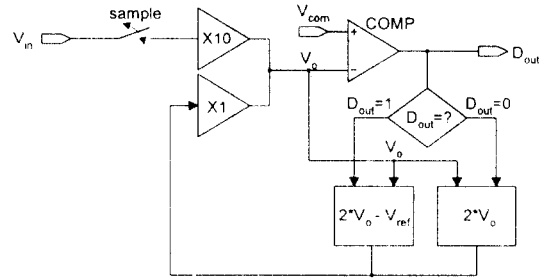 sample
V_in
X10
X1
V_com
COMP
+
-
V_o
D_out
D_out=1
D_out=?
D_out=0
V_o
2*V_o - V_ref
2*V_o